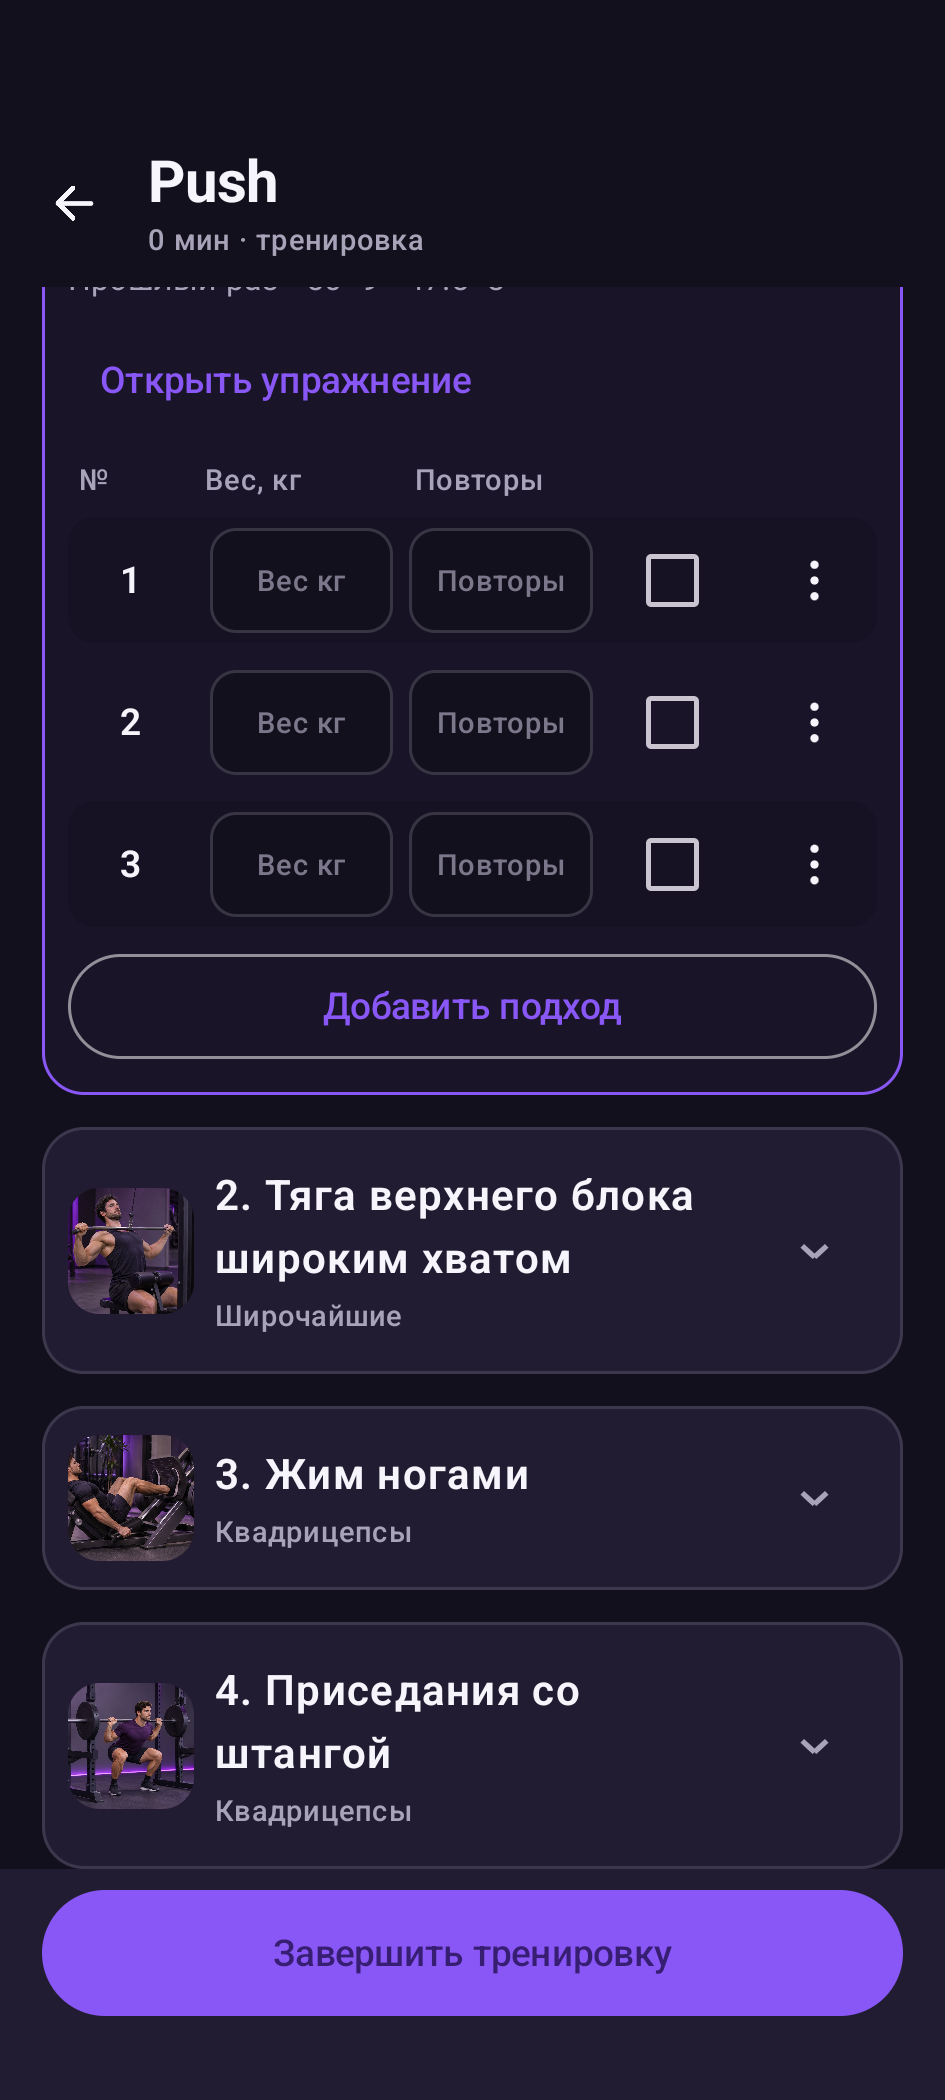 Push
0 мин · тренировка
Открыть упражнение
№ Вес, кг Повторы
1 Вес кг Повторы
2 Вес кг Повторы
3 Вес кг Повторы
Добавить подход
2. Тяга верхнего блока
широким хватом
Широчайшие
3. Жим ногами
Квадрицепсы
4. Приседания со
штангой
Квадрицепсы
Завершить тренировку